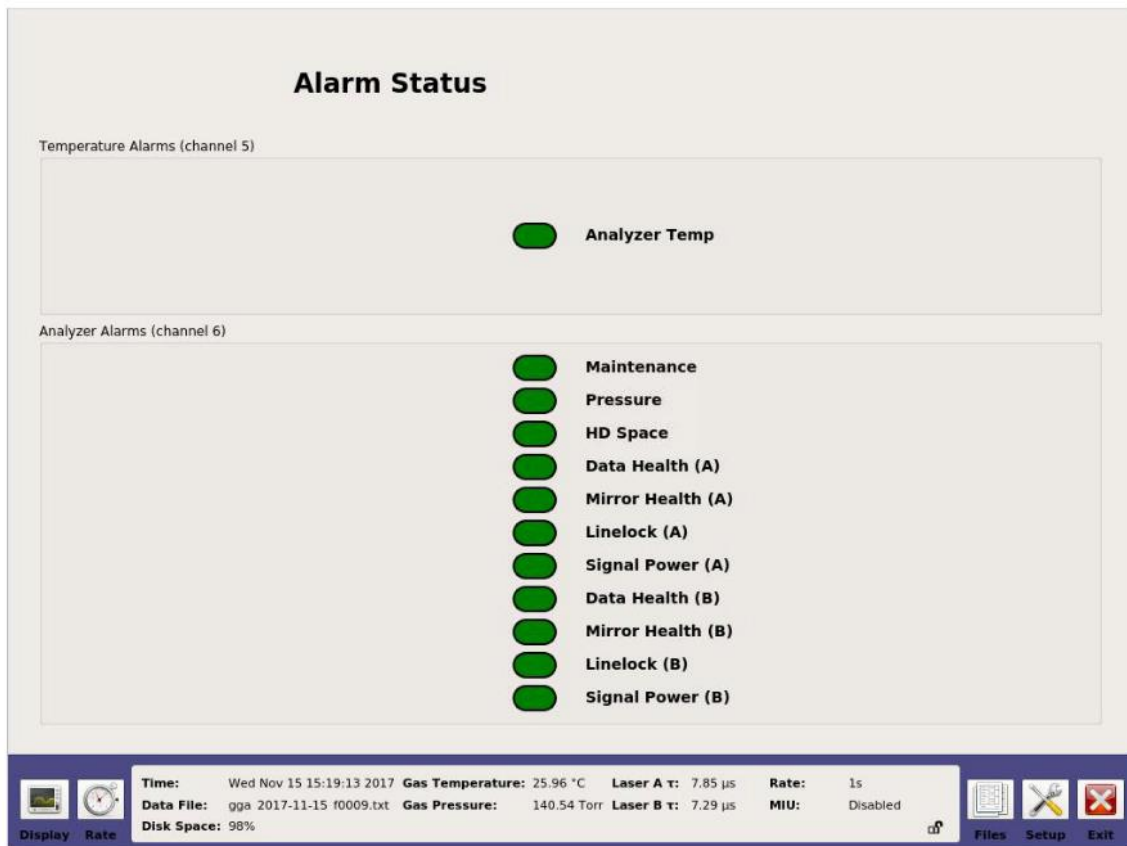 Alarm Status
Temperature Alarms (channel 5)
Analyzer Temp
Analyzer Alarms (channel 6)
Maintenance
Pressure
HD Space
Data Health (A)
Mirror Health (A)
Linelock (A)
Signal Power (A)
Data Health (B)
Mirror Health (B)
Linelock (B)
Signal Power (B)
Time: Wed Nov 15 15:19:13 2017 Gas Temperature: 25.96 °C Laser A τ: 7.85 µs Rate: 1s
Data File: gga 2017-11-15 f0009.txt Gas Pressure: 140.54 Torr Laser B τ: 7.29 µs MIU: Disabled
Disk Space: 98%
Display Rate Files Setup Exit